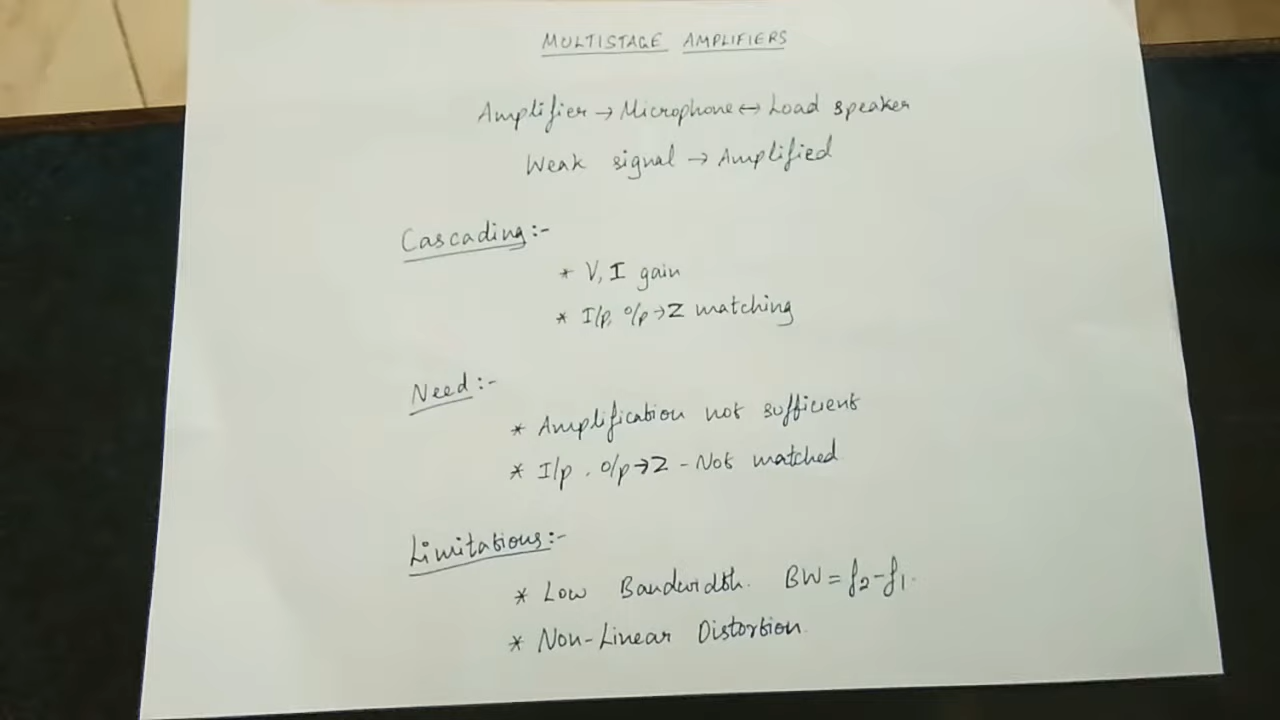 MULTISTAGE AMPLIFIERS
Amplifier → Microphone ↔ Load speaker
Weak signal → Amplified
Cascading:-
* V, I gain
* I/p, o/p → Z matching
Need:-
* Amplification not sufficient
* I/p, o/p → Z - Not matched
Limitations:-
* Low Bandwidth. BW = f2 - f1.
* Non-Linear Distortion.